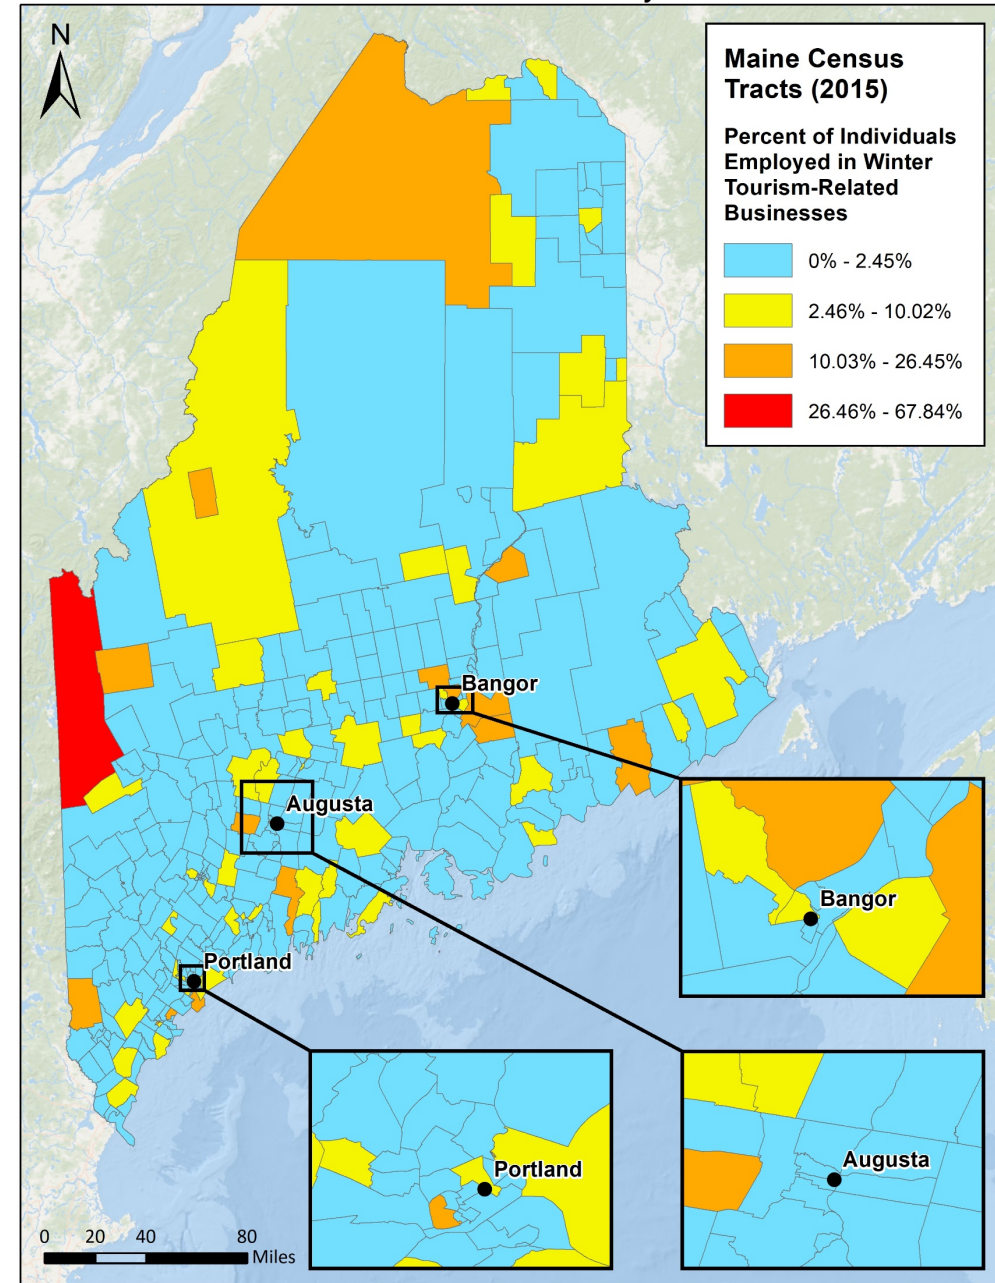 N
Maine Census
Tracts (2015)
Percent of Individuals
Employed in Winter
Tourism-Related
Businesses
0% - 2.45%
2.46% - 10.02%
10.03% - 26.45%
26.46% - 67.84%
Bangor
Augusta
Bangor
Portland
Portland
Augusta
0 20 40 80
Miles